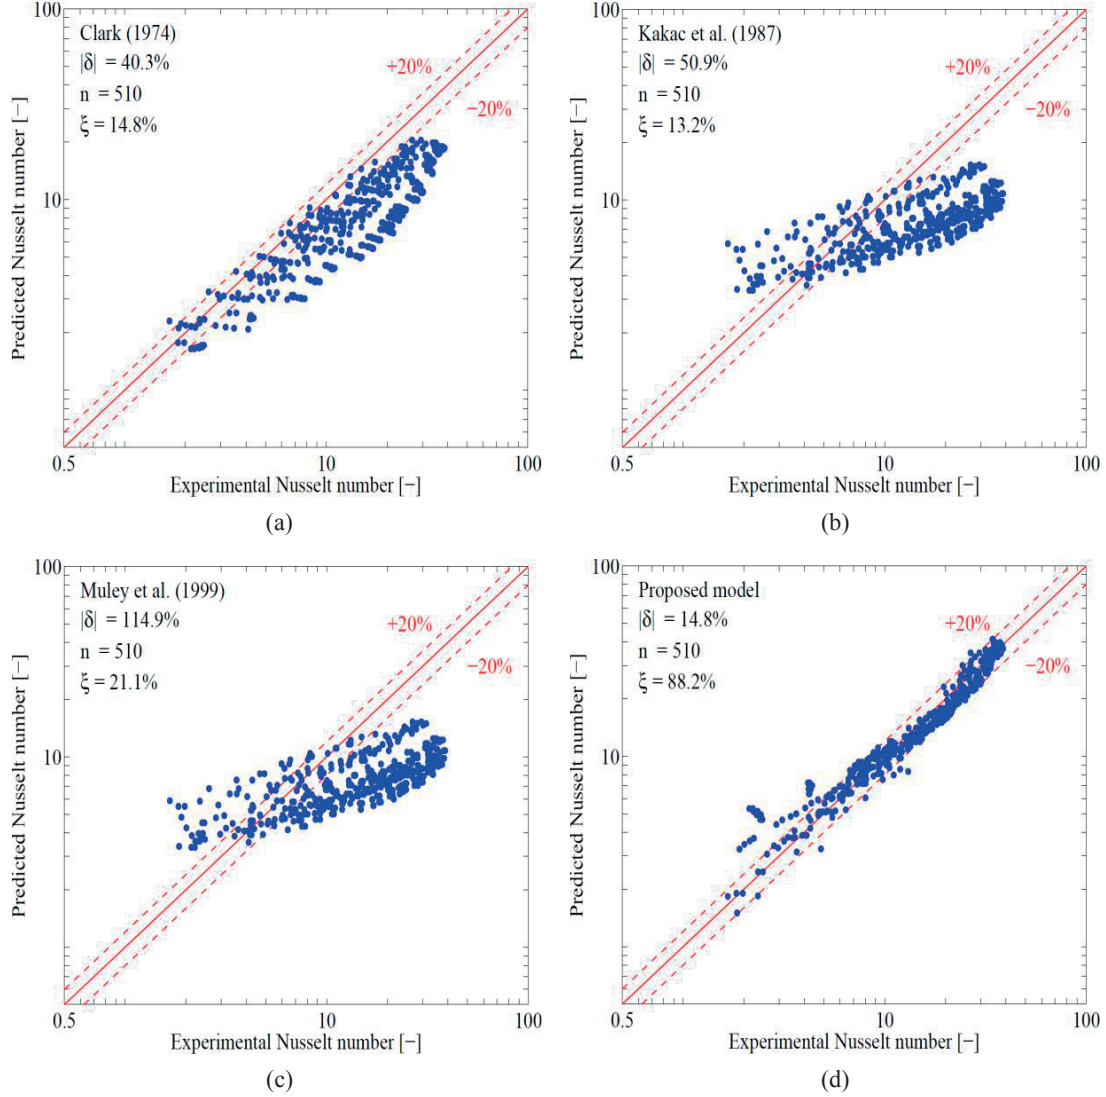 100
Clark (1974)
|δ| = 40.3%
n = 510
ξ = 14.8%
+20%
−20%
10
Predicted Nusselt number [−]
0.5
10
100
Experimental Nusselt number [−]
(a)
100
Kakac et al. (1987)
|δ| = 50.9%
n = 510
ξ = 13.2%
+20%
−20%
10
Predicted Nusselt number [−]
0.5
10
100
Experimental Nusselt number [−]
(b)
100
Muley et al. (1999)
|δ| = 114.9%
n = 510
ξ = 21.1%
+20%
−20%
10
Predicted Nusselt number [−]
0.5
10
100
Experimental Nusselt number [−]
(c)
100
Proposed model
|δ| = 14.8%
n = 510
ξ = 88.2%
+20%
−20%
10
Predicted Nusselt number [−]
0.5
10
100
Experimental Nusselt number [−]
(d)